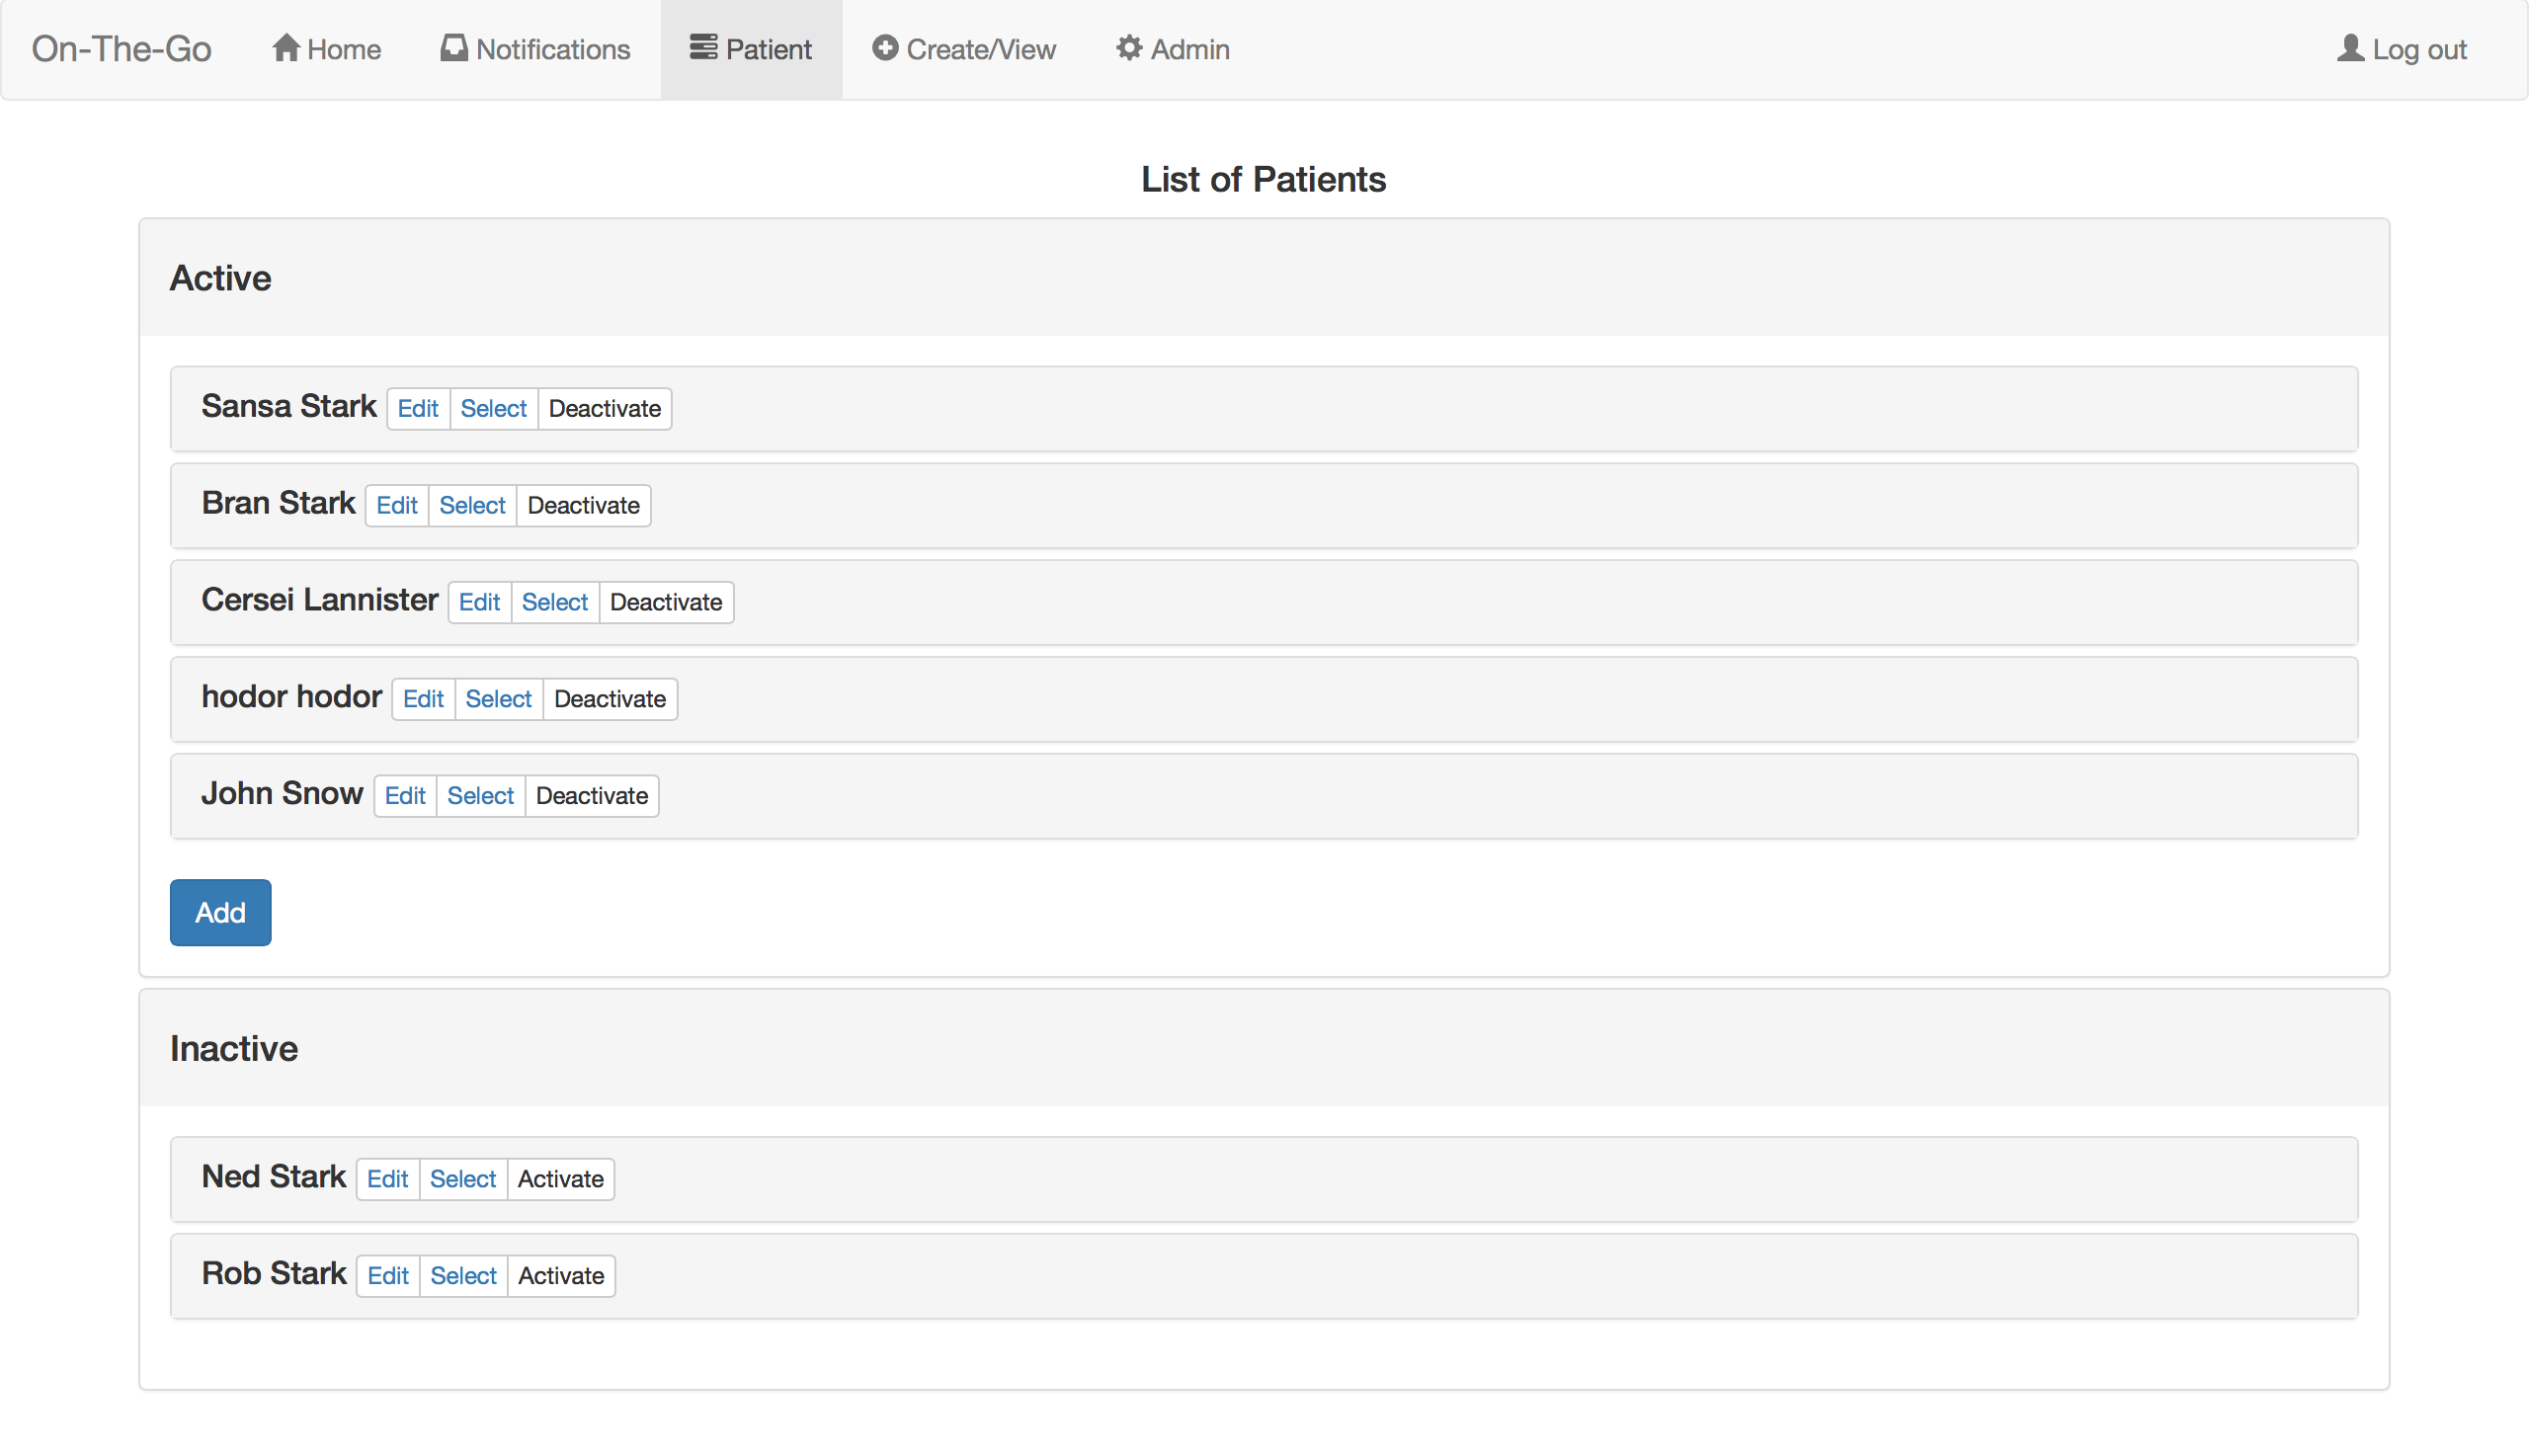 On-The-Go Home Notifications Patient Create/View Admin Log out
List of Patients
Active
Sansa Stark Edit Select Deactivate
Bran Stark Edit Select Deactivate
Cersei Lannister Edit Select Deactivate
hodor hodor Edit Select Deactivate
John Snow Edit Select Deactivate
Add
Inactive
Ned Stark Edit Select Activate
Rob Stark Edit Select Activate